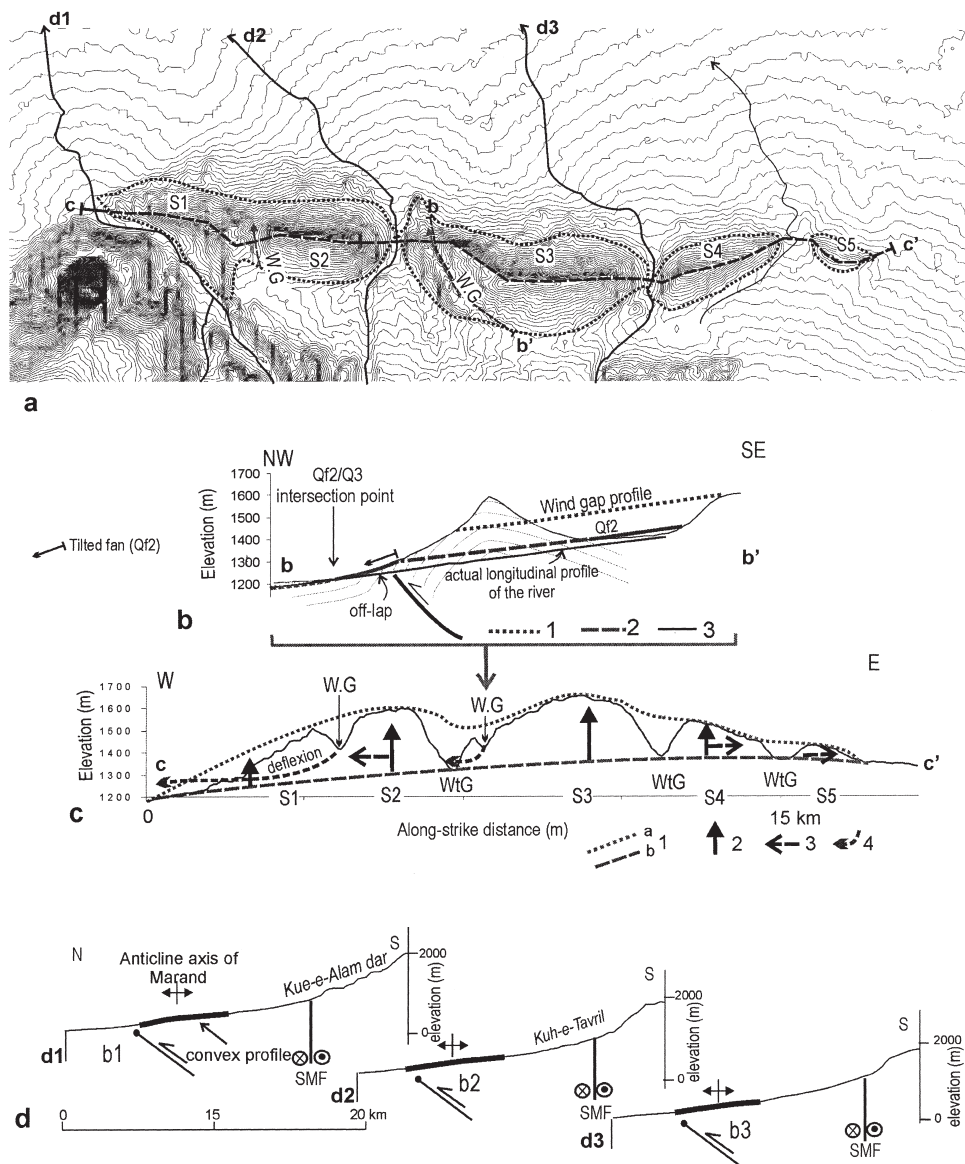 d1
d2
d3
c
S1
b
S2
W.G
S3
W.G
S4
S5
c'
b'
a
NW
SE
Qf2/Q3
intersection point
Elevation (m)
1700
1600
1500
1400
1300
1200
Wind gap profile
Qf2
Tilted fan (Qf2)
b
b'
actual longitudinal profile
of the river
off-lap
b
1
2
3
W
E
Elevation (m)
1700
1600
1500
1400
1300
1200
W.G
W.G
c
deflexion
c'
WtG
WtG
WtG
S1
S2
S3
S4
S5
c
0
15 km
Along-strike distance (m)
a
b
1
2
3
4
N
Anticline axis of
Marand
Kue-e-Alam dar
S
2000
0
elevation (m)
d1
b1
convex profile
SMF
Kuh-e-Tavril
S
2000
0
elevation (m)
d2
b2
SMF
S
2000
0
elevation (m)
d3
b3
SMF
d
0
15
20 km